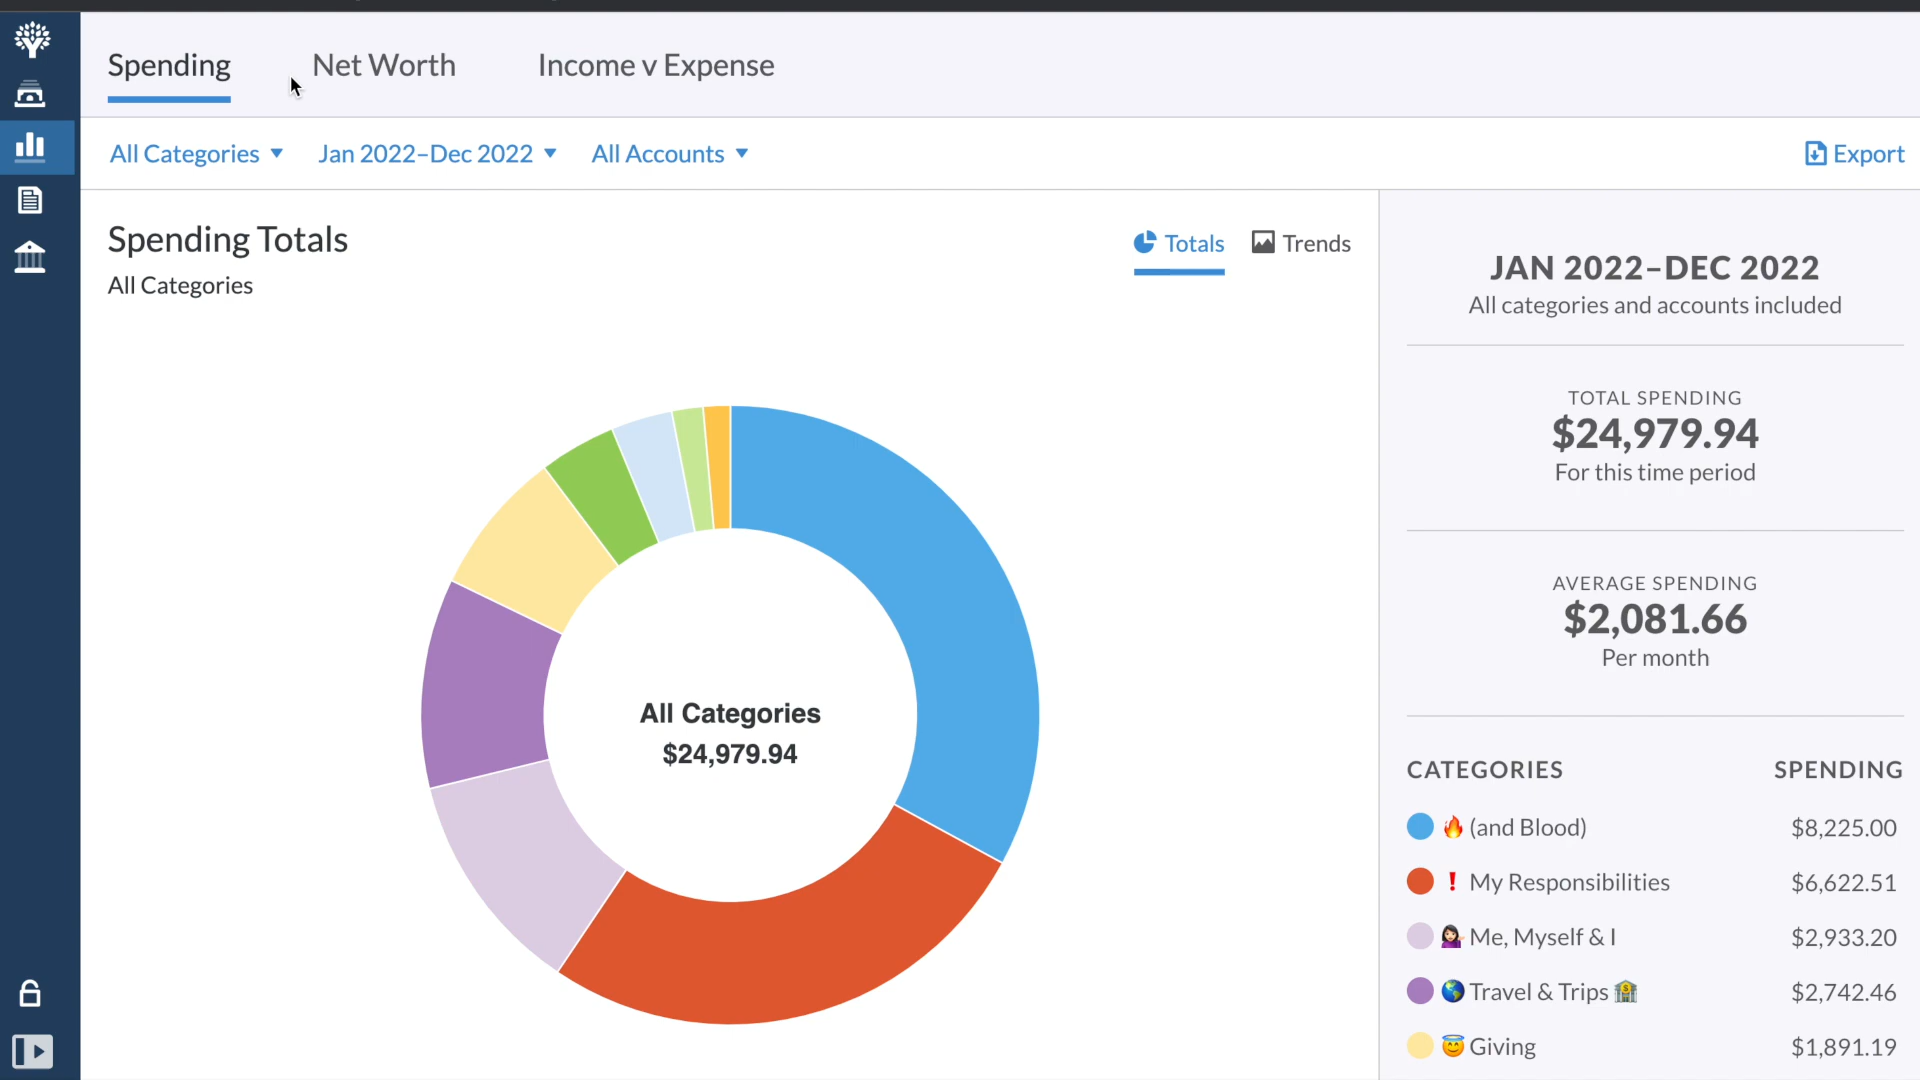 Spending Net Worth Income v Expense
All Categories Jan 2022–Dec 2022 All Accounts Export
Spending Totals
All Categories
Totals Trends
All Categories
$24,979.94
JAN 2022–DEC 2022
All categories and accounts included
TOTAL SPENDING
$24,979.94
For this time period
AVERAGE SPENDING
$2,081.66
Per month
CATEGORIES SPENDING
🔥 (and Blood) $8,225.00
❗ My Responsibilities $6,622.51
💁🏻‍♀️ Me, Myself & I $2,933.20
🌎 Travel & Trips 🏦 $2,742.46
😇 Giving $1,891.19